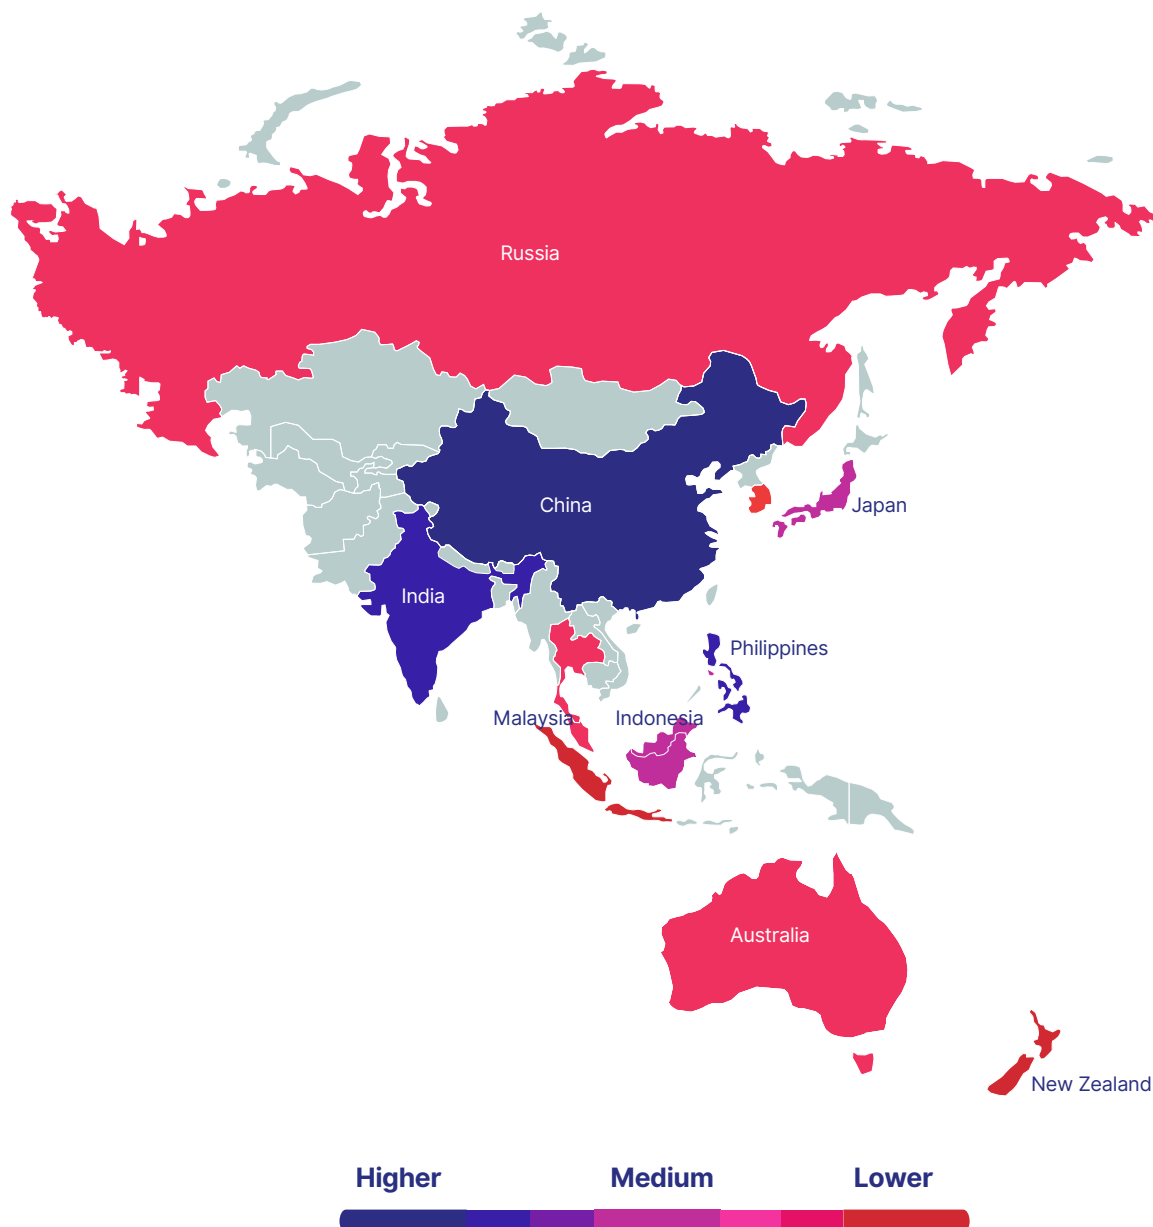 Russia
China
Japan
India
Philippines
Malaysia
Indonesia
Australia
New Zealand
Higher
Medium
Lower